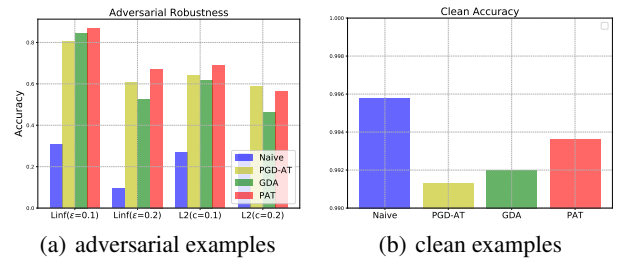 Adversarial Robustness
Accuracy
0.8
0.6
0.4
0.2
0.0
Linf(ε=0.1) Linf(ε=0.2) L2(c=0.1) L2(c=0.2)
Naive
PGD-AT
GDA
PAT
(a) adversarial examples
Clean Accuracy
1.000
0.998
0.996
0.994
0.992
0.990
Naive PGD-AT GDA PAT
(b) clean examples